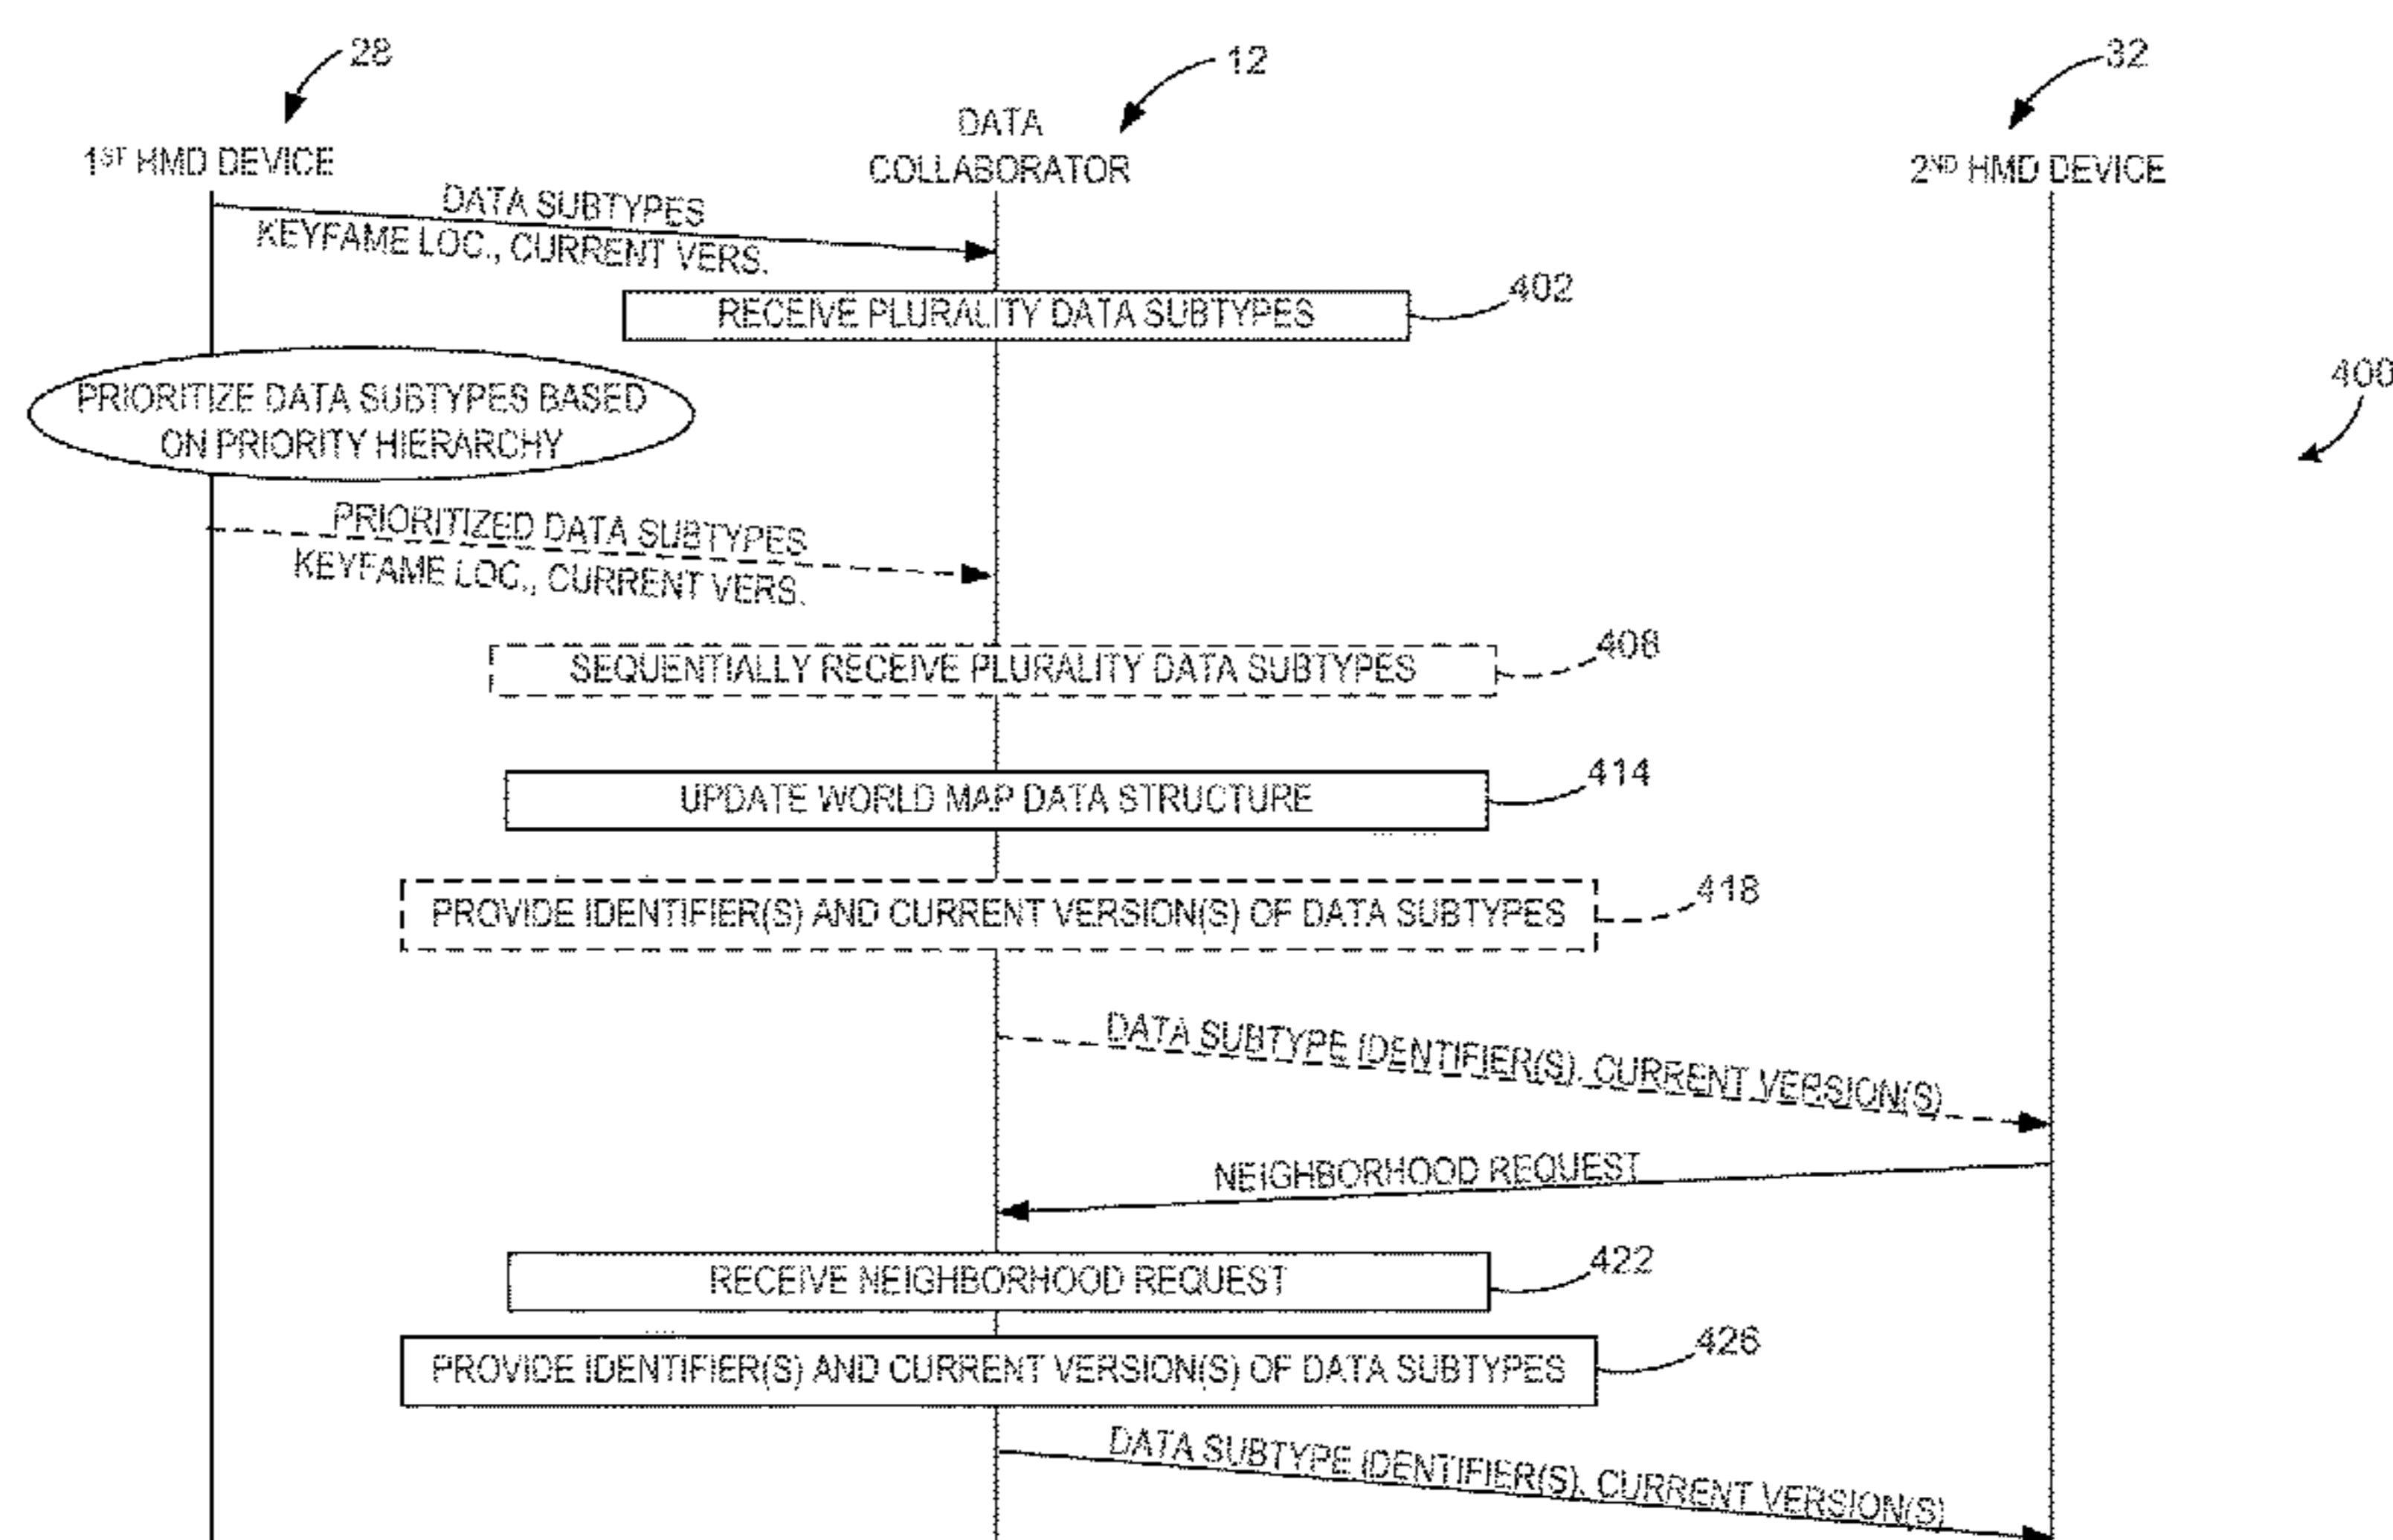 28
12
32
1ST HMD DEVICE
DATA
COLLABORATOR
2ND HMD DEVICE
DATA SUBTYPES
KEYFAME LOC., CURRENT VERS.
RECEIVE PLURALITY DATA SUBTYPES
402
PRIORITIZE DATA SUBTYPES BASED
ON PRIORITY HIERARCHY
400
PRIORITIZED DATA SUBTYPES
KEYFAME LOC., CURRENT VERS.
SEQUENTIALLY RECEIVE PLURALITY DATA SUBTYPES
406
UPDATE WORLD MAP DATA STRUCTURE
414
PROVIDE IDENTIFIER(S) AND CURRENT VERSION(S) OF DATA SUBTYPES
418
DATA SUBTYPE IDENTIFIER(S), CURRENT VERSION(S)
NEIGHBORHOOD REQUEST
RECEIVE NEIGHBORHOOD REQUEST
422
PROVIDE IDENTIFIER(S) AND CURRENT VERSION(S) OF DATA SUBTYPES
426
DATA SUBTYPE IDENTIFIER(S), CURRENT VERSION(S)